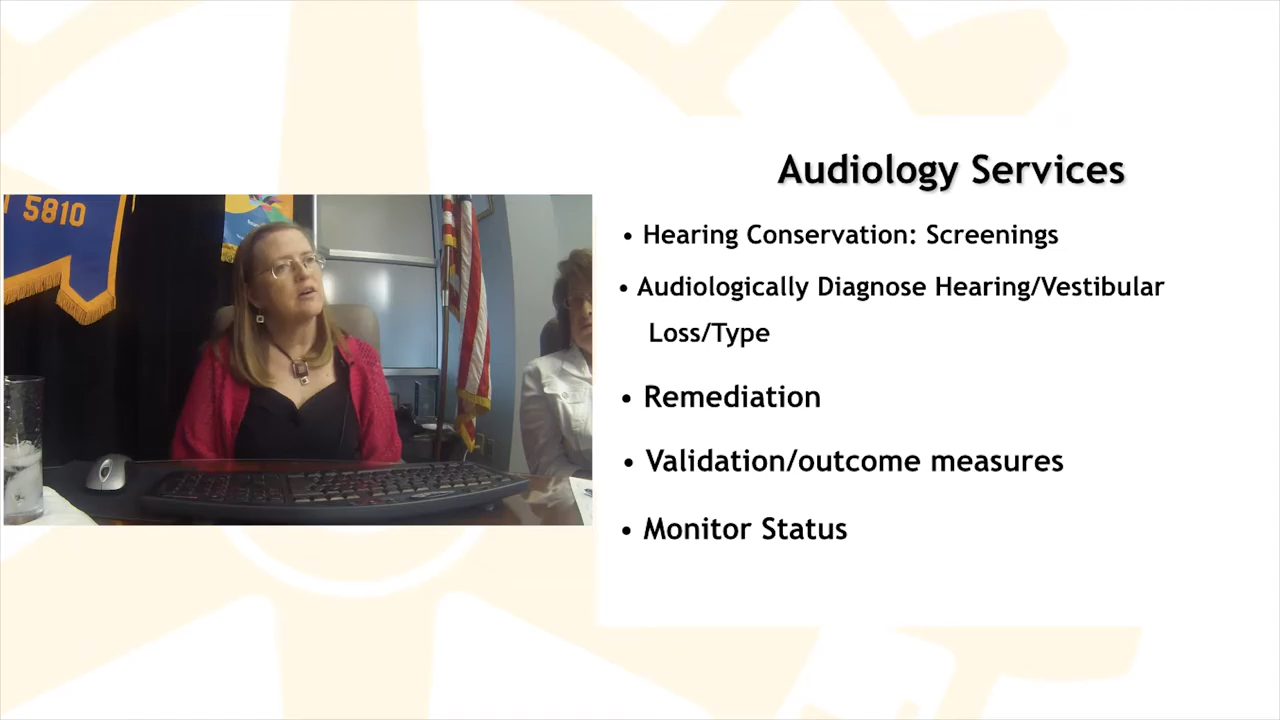 5810
Audiology Services
• Hearing Conservation: Screenings
• Audiologically Diagnose Hearing/Vestibular
Loss/Type
• Remediation
• Validation/outcome measures
• Monitor Status